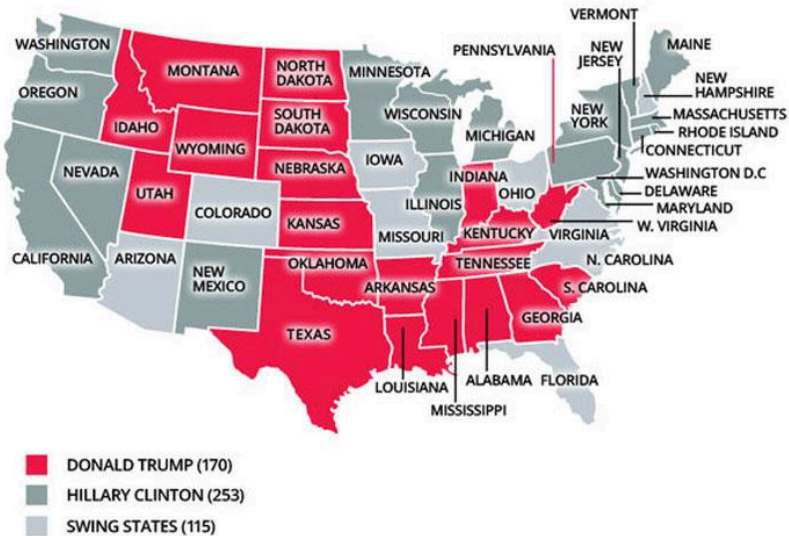 VERMONT
WASHINGTON
PENNSYLVANIA
NEW
JERSEY
MAINE
MONTANA
NORTH
DAKOTA
MINNESOTA
NEW
HAMPSHIRE
OREGON
WISCONSIN
NEW
YORK
MASSACHUSETTS
IDAHO
SOUTH
DAKOTA
MICHIGAN
RHODE ISLAND
WYOMING
CONNECTICUT
IOWA
NEBRASKA
INDIANA
WASHINGTON D.C
NEVADA
UTAH
OHIO
DELAWARE
COLORADO
ILLINOIS
MARYLAND
KANSAS
MISSOURI
KENTUCKY
VIRGINIA
W. VIRGINIA
CALIFORNIA
ARIZONA
OKLAHOMA
TENNESSEE
N. CAROLINA
NEW
MEXICO
ARKANSAS
S. CAROLINA
TEXAS
GEORGIA
LOUISIANA
ALABAMA
FLORIDA
MISSISSIPPI
DONALD TRUMP (170)
HILLARY CLINTON (253)
SWING STATES (115)